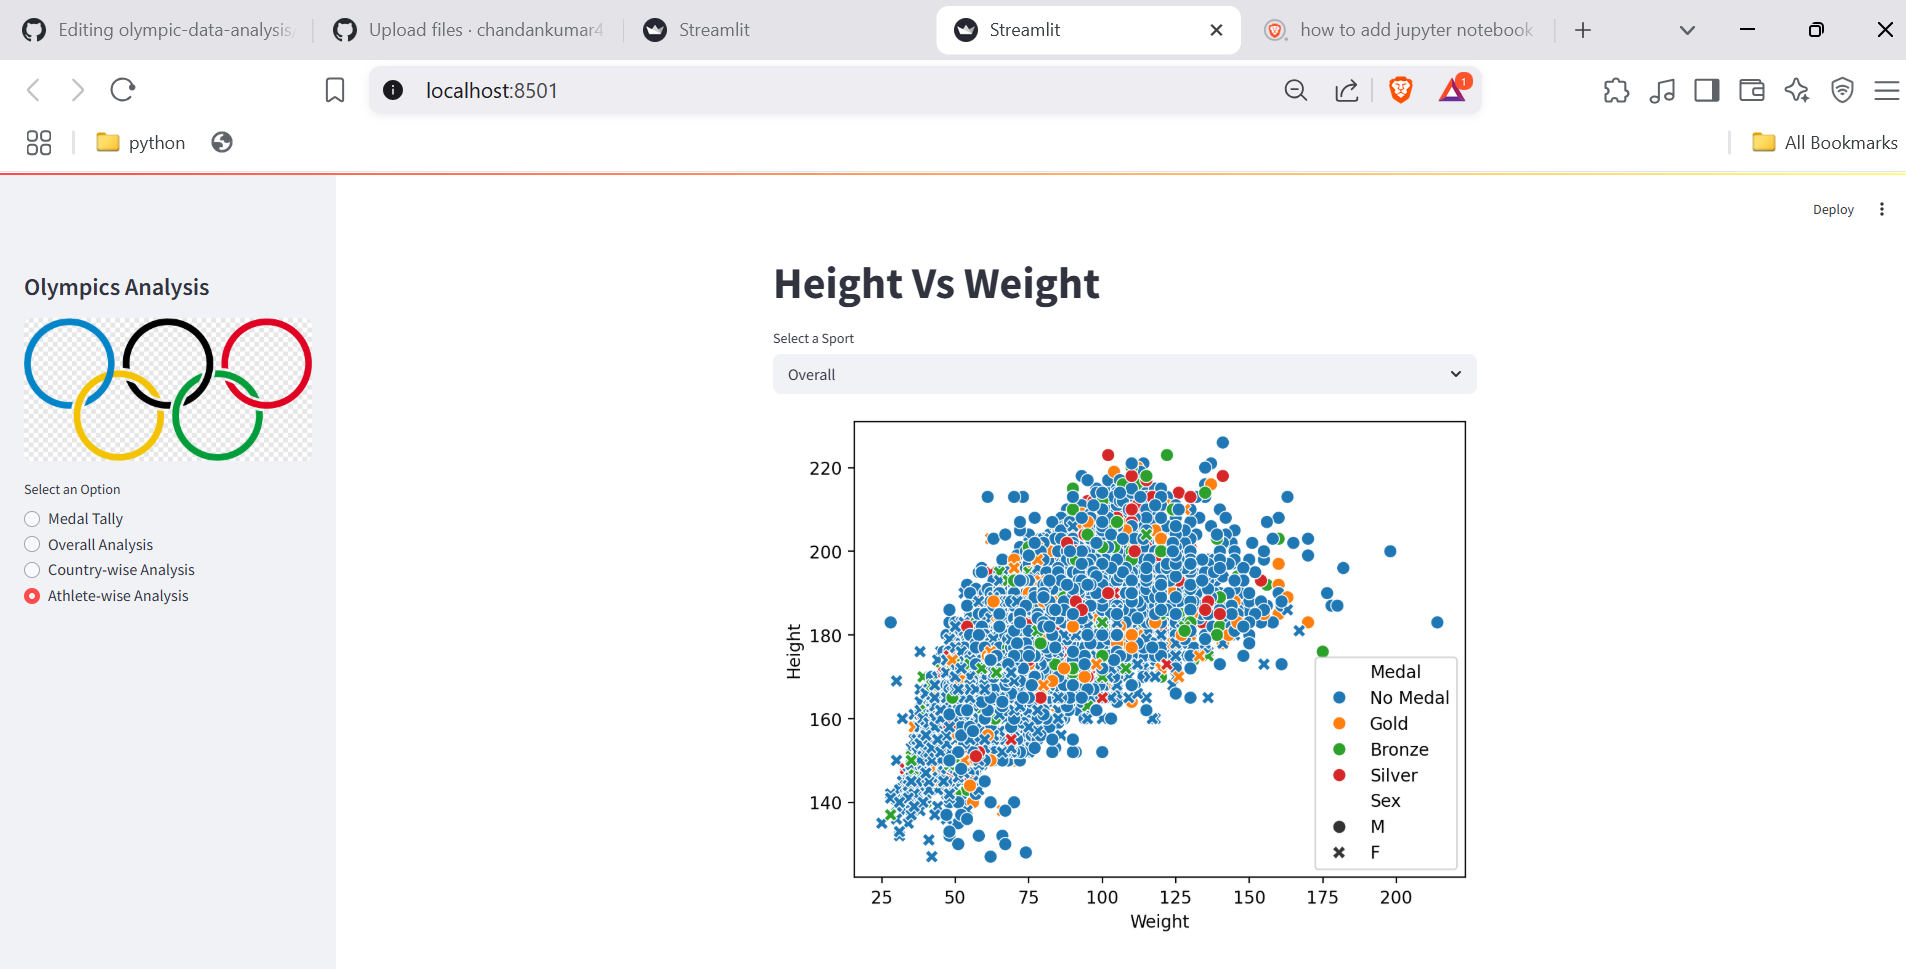 Editing olympic-data-analysis/
Upload files · chandankumar4
Streamlit
Streamlit
how to add jupyter notebook
localhost:8501
1
python
All Bookmarks
Deploy
Olympics Analysis
Select an Option
Medal Tally
Overall Analysis
Country-wise Analysis
Athlete-wise Analysis
Height Vs Weight
Select a Sport
Overall
220
200
180
160
140
Height
Medal
No Medal
Gold
Bronze
Silver
Sex
M
F
25 50 75 100 125 150 175 200
Weight